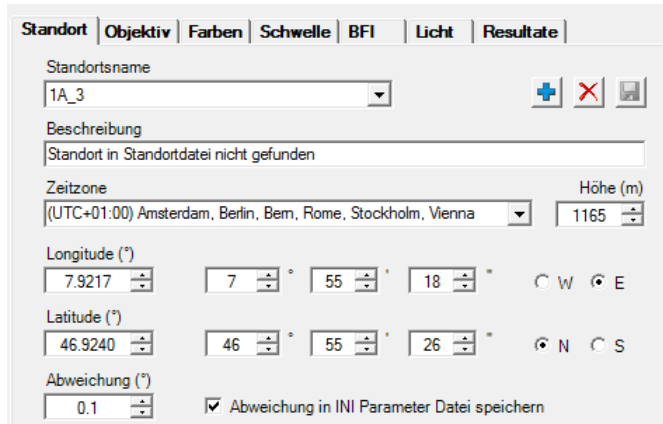 Standort Objektiv Farben Schwelle BFI Licht Resultate
Standortsname
1A_3
Beschreibung
Standort in Standortdatei nicht gefunden
Zeitzone Höhe (m)
(UTC+01:00) Amsterdam, Berlin, Bern, Rome, Stockholm, Vienna 1165
Longitude (°)
7.9217 7 ° 55 ' 18 " W E
Latitude (°)
46.9240 46 ° 55 ' 26 " N S
Abweichung (°)
0.1 Abweichung in INI Parameter Datei speichern